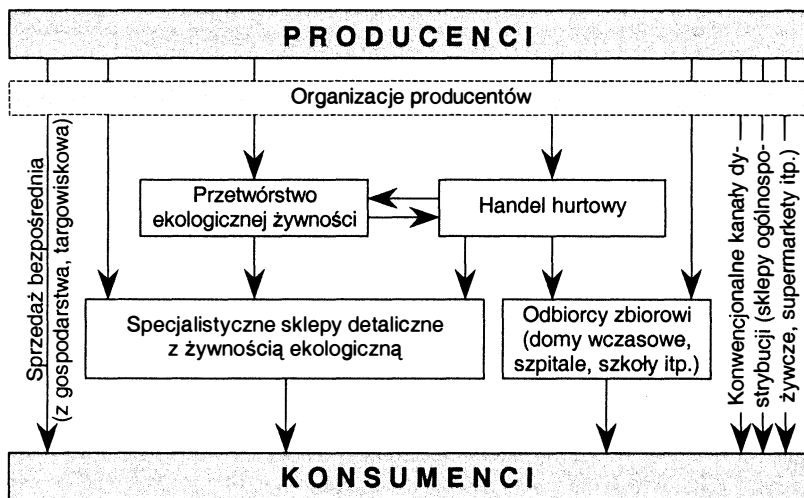 PRODUCENCI
Organizacje producentów
Sprzedaż bezpośrednia
(z gospodarstwa, targowiskowa)
Przetwórstwo
ekologicznej żywności
Handel hurtowy
Specjalistyczne sklepy detaliczne
z żywnością ekologiczną
Odbiorcy zbiorowi
(domy wczasowe,
szpitale, szkoły itp.)
Konwencjonalne kanały dy-
strybucji (sklepy ogólnospo-
żywcze, supermarkety itp.)
KONSUMENCI